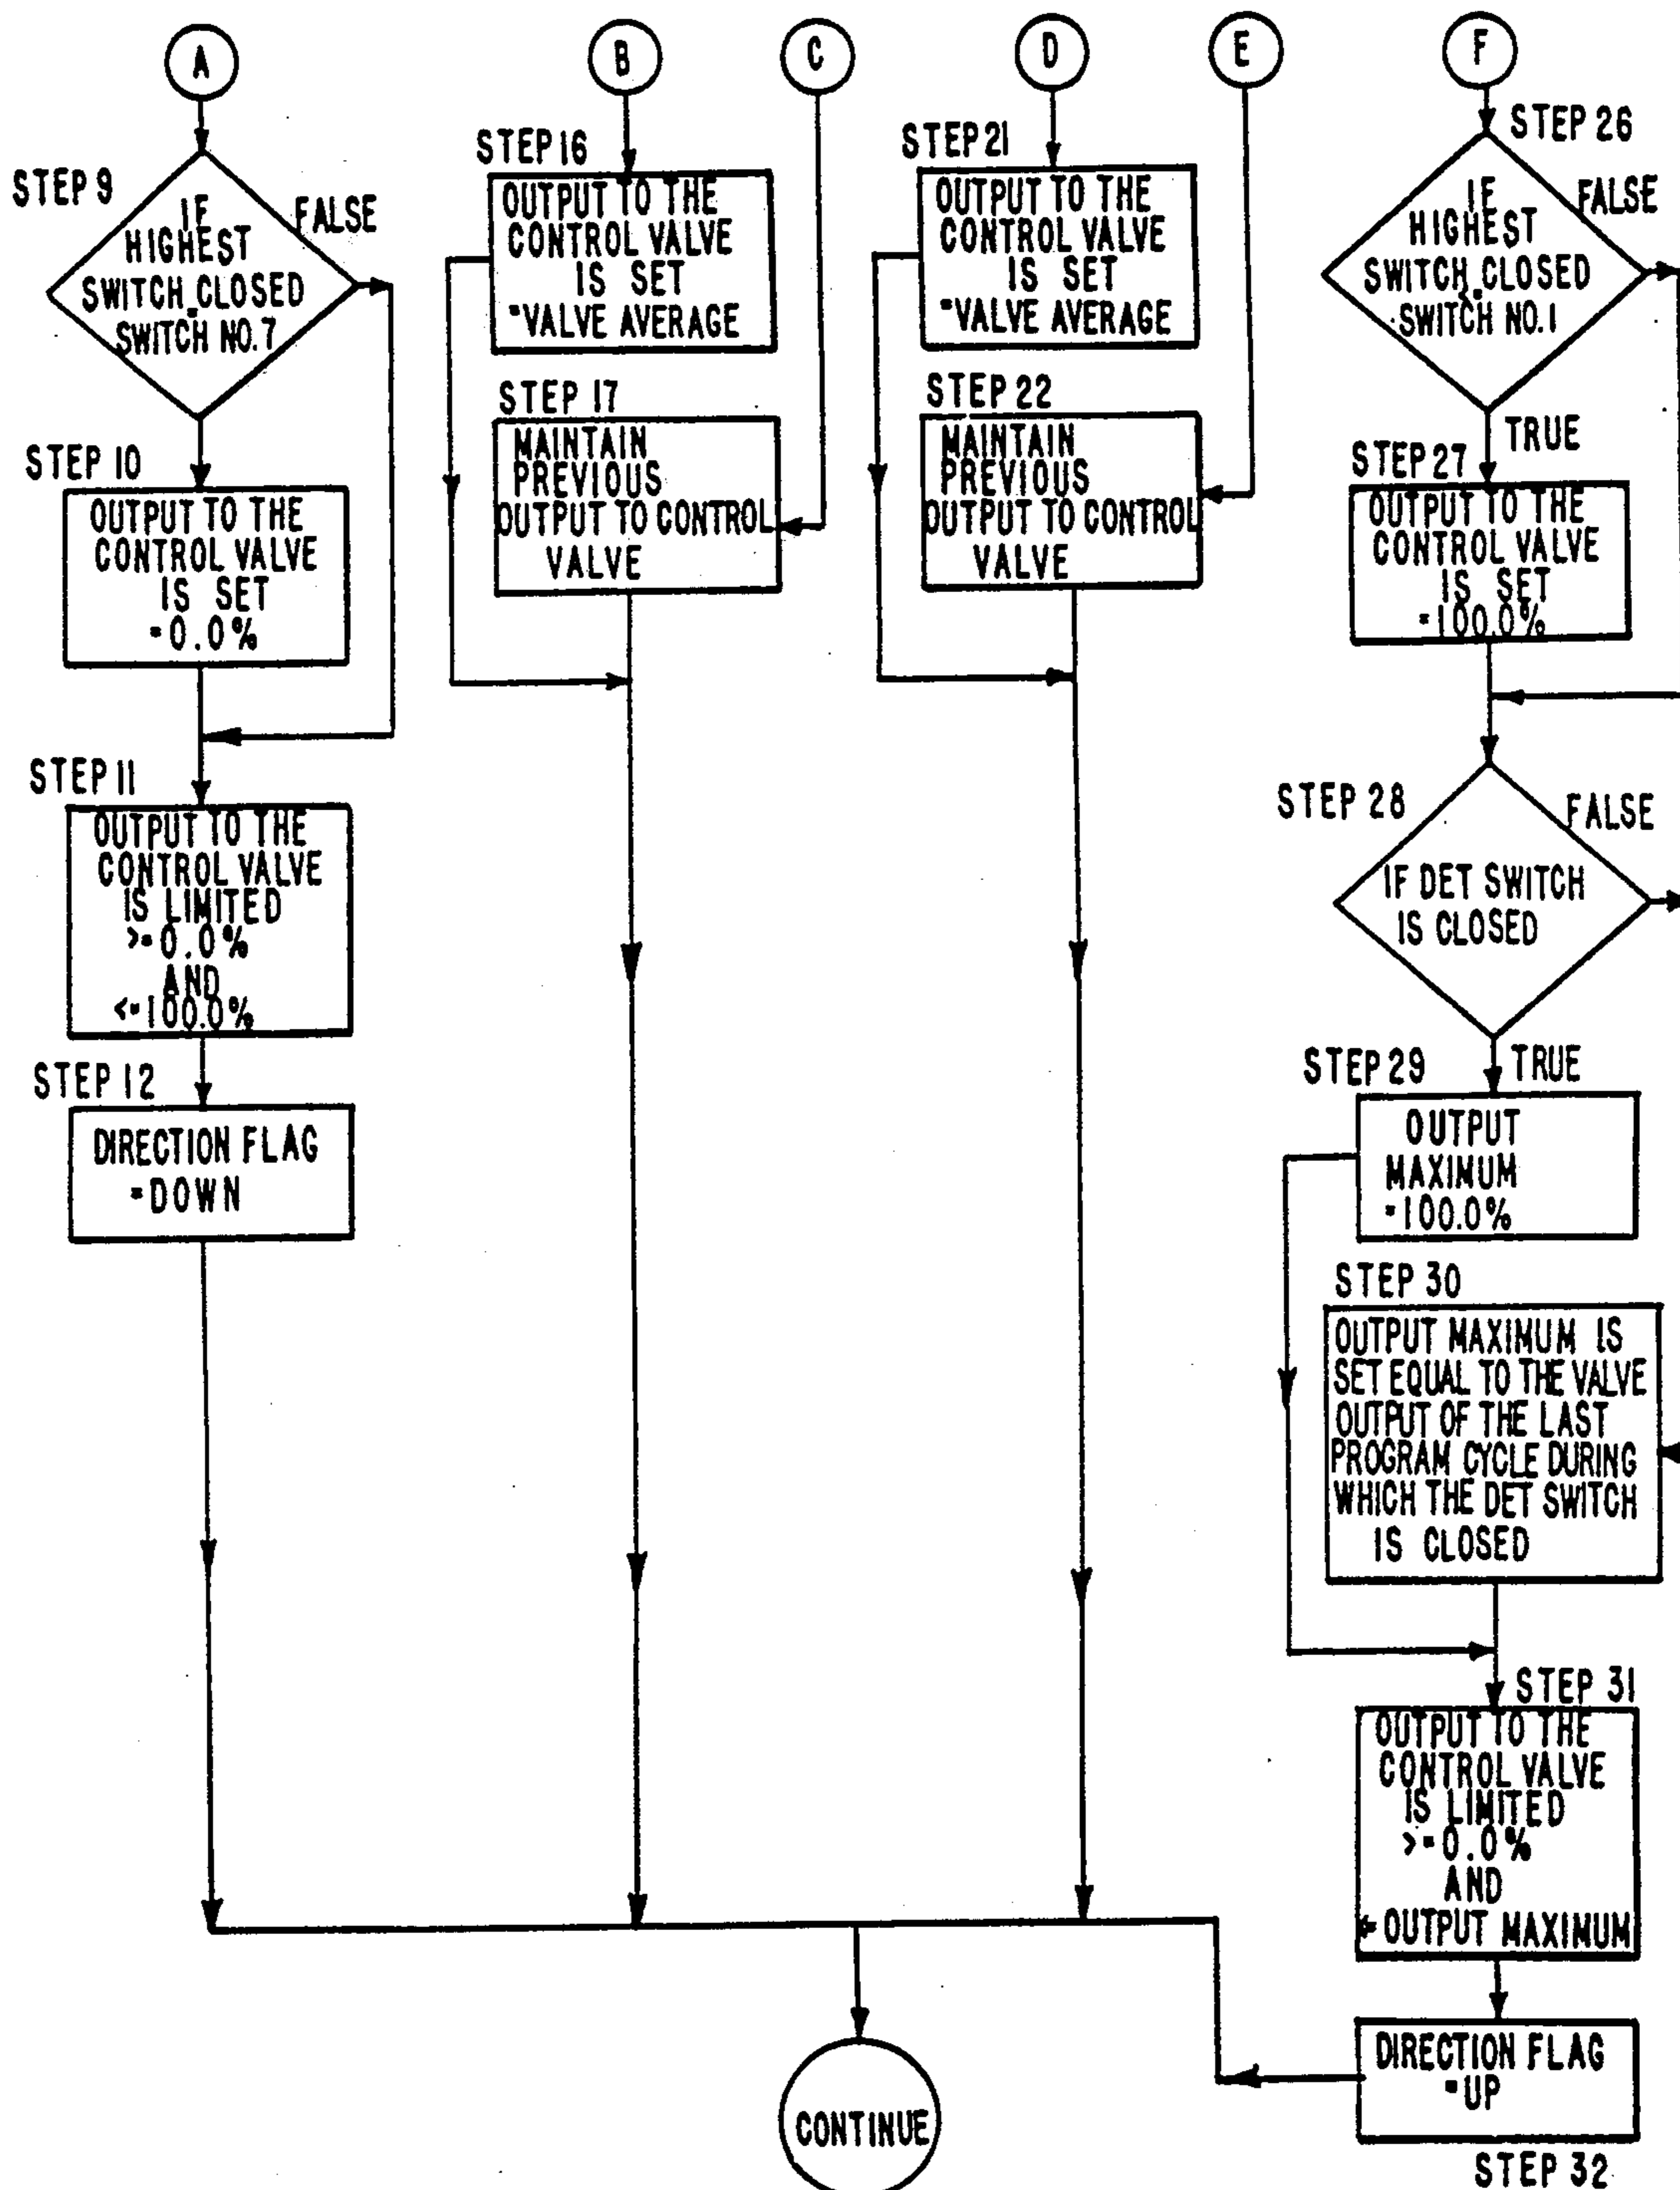 A
STEP 9
IF
HIGHEST
SWITCH CLOSED
=
SWITCH NO. 7
FALSE
STEP 10
OUTPUT TO THE
CONTROL VALVE
IS SET
=0.0%
STEP 11
OUTPUT TO THE
CONTROL VALVE
IS LIMITED
>=0.0%
AND
<=100.0%
STEP 12
DIRECTION FLAG
=DOWN
B
C
STEP 16
OUTPUT TO THE
CONTROL VALVE
IS SET
=VALVE AVERAGE
STEP 17
MAINTAIN
PREVIOUS
OUTPUT TO CONTROL
VALVE
D
E
STEP 21
OUTPUT TO THE
CONTROL VALVE
IS SET
=VALVE AVERAGE
STEP 22
MAINTAIN
PREVIOUS
OUTPUT TO CONTROL
VALVE
F
STEP 26
IF
HIGHEST
SWITCH CLOSED
=
SWITCH NO. 1
FALSE
TRUE
STEP 27
OUTPUT TO THE
CONTROL VALVE
IS SET
=100.0%
STEP 28
IF DET SWITCH
IS CLOSED
FALSE
TRUE
STEP 29
OUTPUT
MAXIMUM
=100.0%
STEP 30
OUTPUT MAXIMUM IS
SET EQUAL TO THE VALVE
OUTPUT OF THE LAST
PROGRAM CYCLE DURING
WHICH THE DET SWITCH
IS CLOSED
STEP 31
OUTPUT TO THE
CONTROL VALVE
IS LIMITED
>=0.0%
AND
<=OUTPUT MAXIMUM
DIRECTION FLAG
=UP
STEP 32
CONTINUE